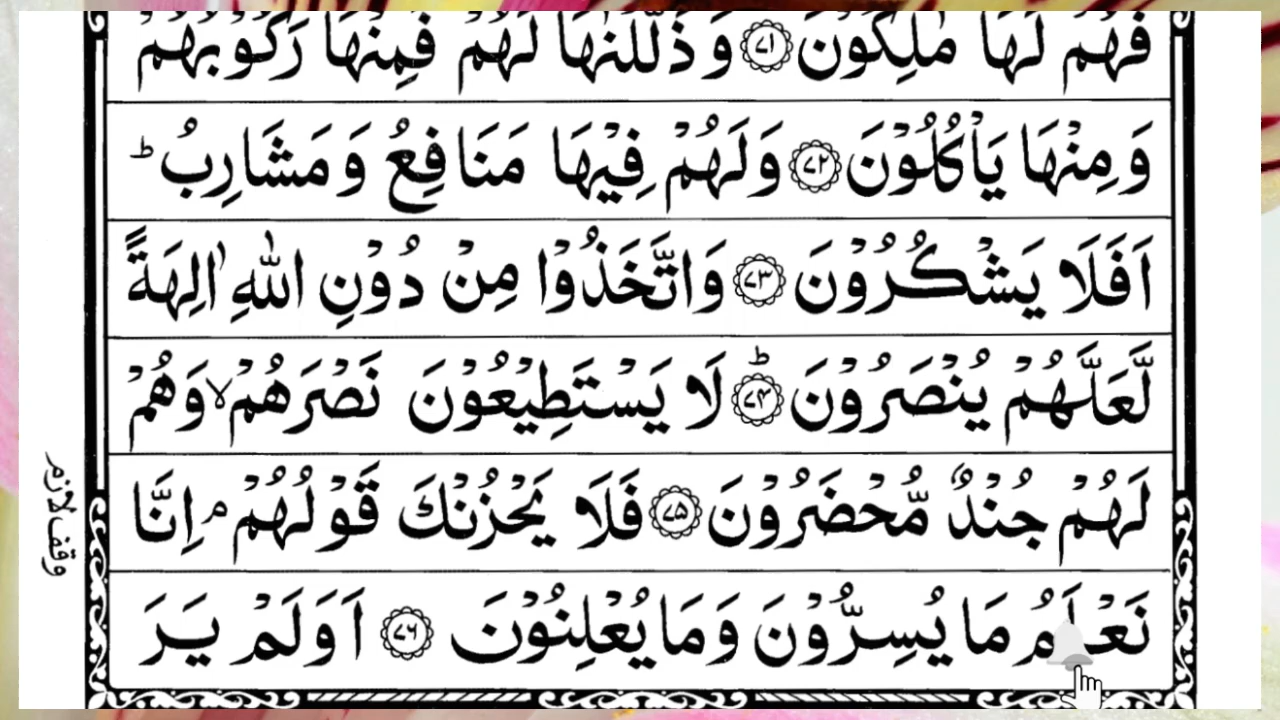 فَهُمْ لَهَا مٰلِكُوْنَ ﴿٧١﴾ وَ ذَلَّلْنٰهَا لَهُمْ فَمِنْهَا رَكُوْبُهُمْ
وَمِنْهَا يَاْكُلُوْنَ ﴿٧٢﴾ وَلَهُمْ فِيْهَا مَنَافِعُ وَمَشَارِبُ ؕ
اَفَلَا يَشْكُرُوْنَ ﴿٧٣﴾ وَاتَّخَذُوْا مِنْ دُوْنِ اللّٰهِ اٰلِهَةً
لَّعَلَّهُمْ يُنْصَرُوْنَ ؕ ﴿٧٤﴾ لَا يَسْتَطِيْعُوْنَ نَصْرَهُمْ ۙ وَهُمْ
لَهُمْ جُنْدٌ مُّحْضَرُوْنَ ﴿٧٥﴾ فَلَا يَحْزُنْكَ قَوْلُهُمْ ۘ اِنَّا
نَعْلَمُ مَا يُسِرُّوْنَ وَمَا يُعْلِنُوْنَ ﴿٧٦﴾ اَوَلَمْ يَرَ
وقف لازم